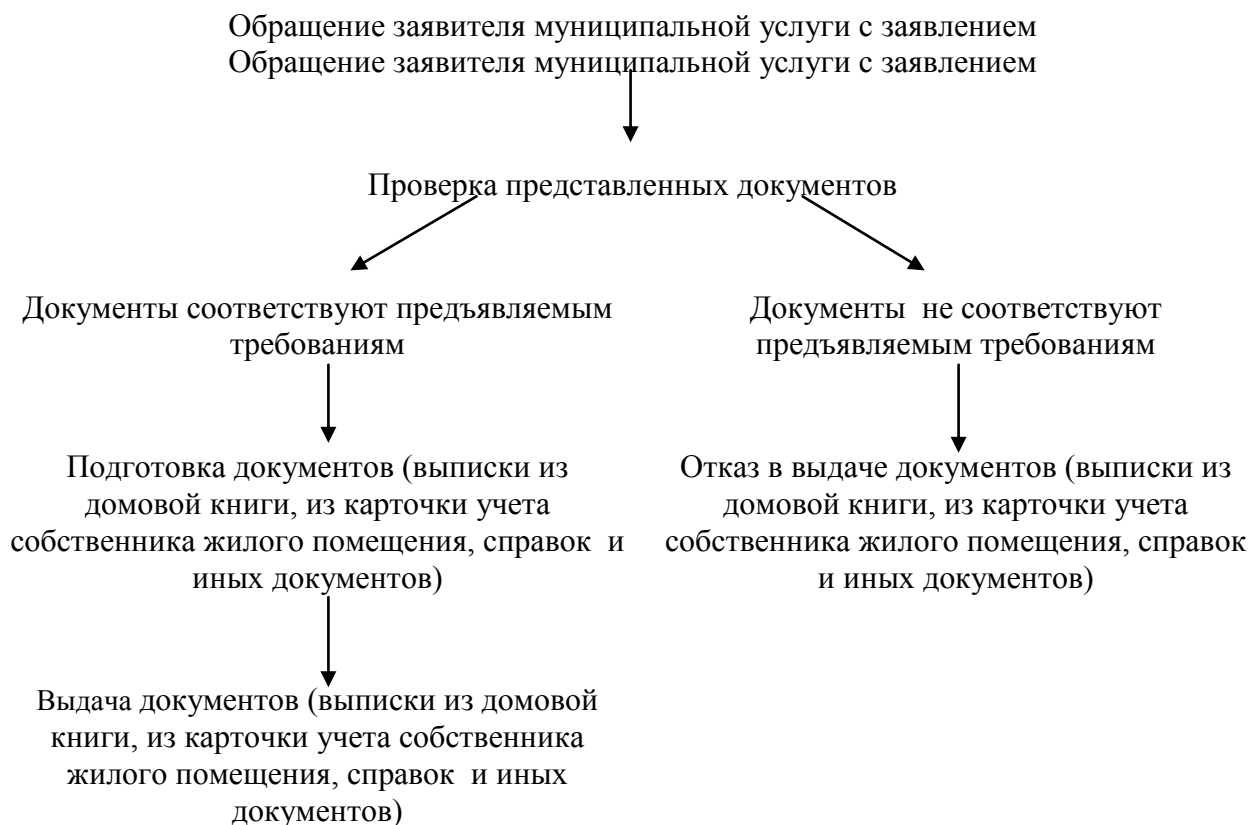 Обращение заявителя муниципальной услуги с заявлением
Обращение заявителя муниципальной услуги с заявлением
Проверка представленных документов
Документы соответствуют предъявляемым
требованиям
Документы не соответствуют
предъявляемым требованиям
Подготовка документов (выписки из
домовой книги, из карточки учета
собственника жилого помещения, справок и
иных документов)
Отказ в выдаче документов (выписки из
домовой книги, из карточки учета
собственника жилого помещения, справок
и иных документов)
Выдача документов (выписки из домовой
книги, из карточки учета собственника
жилого помещения, справок и иных
документов)